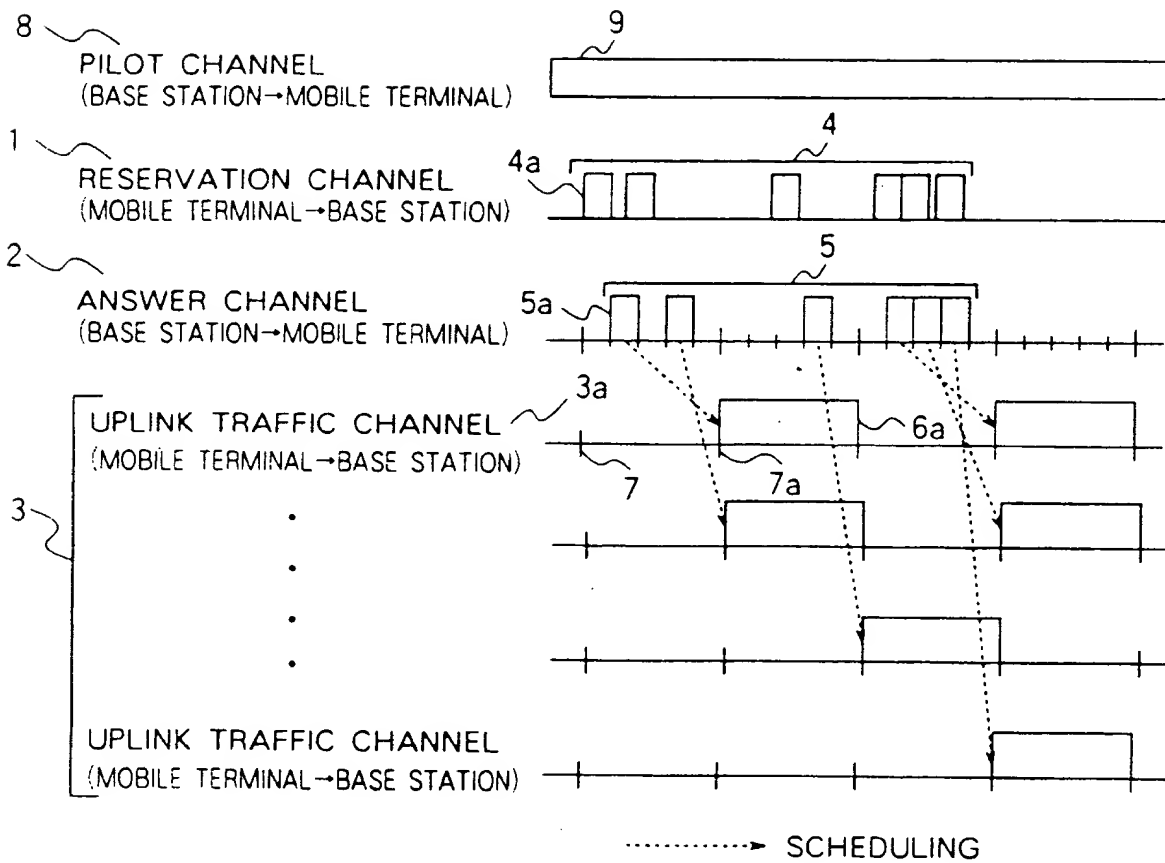 8
9
PILOT CHANNEL
(BASE STATION→MOBILE TERMINAL)
1
4
4a
RESERVATION CHANNEL
(MOBILE TERMINAL→BASE STATION)
2
5
5a
ANSWER CHANNEL
(BASE STATION→MOBILE TERMINAL)
3a
UPLINK TRAFFIC CHANNEL
(MOBILE TERMINAL→BASE STATION)
6a
7
7a
3
UPLINK TRAFFIC CHANNEL
(MOBILE TERMINAL→BASE STATION)
SCHEDULING